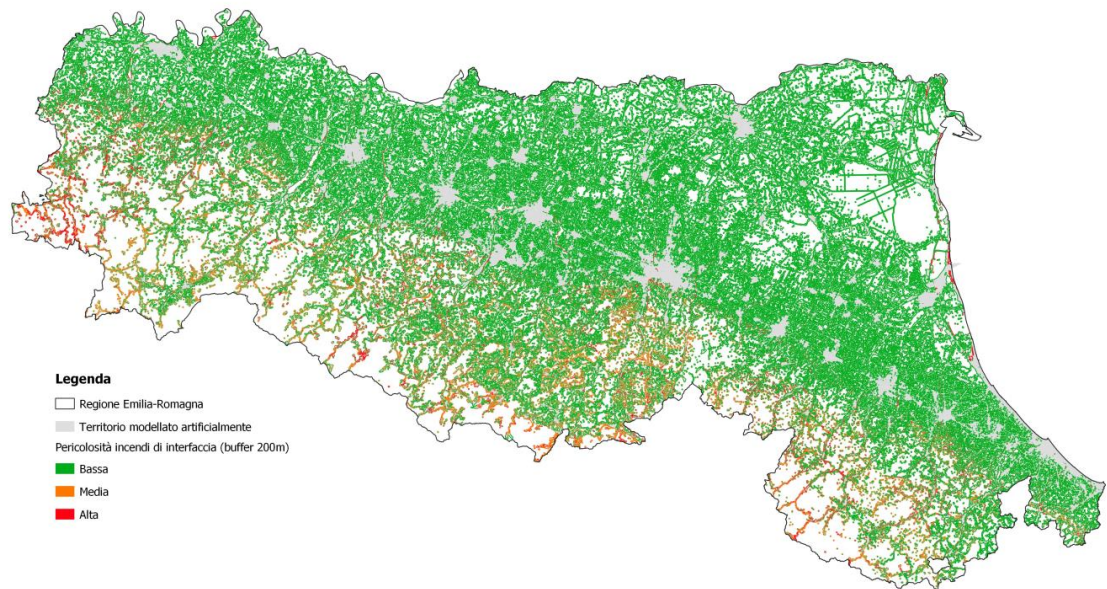 Legenda
Regione Emilia-Romagna
Territorio modellato artificialmente
Pericolosità incendi di interfaccia (buffer 200m)
Bassa
Media
Alta